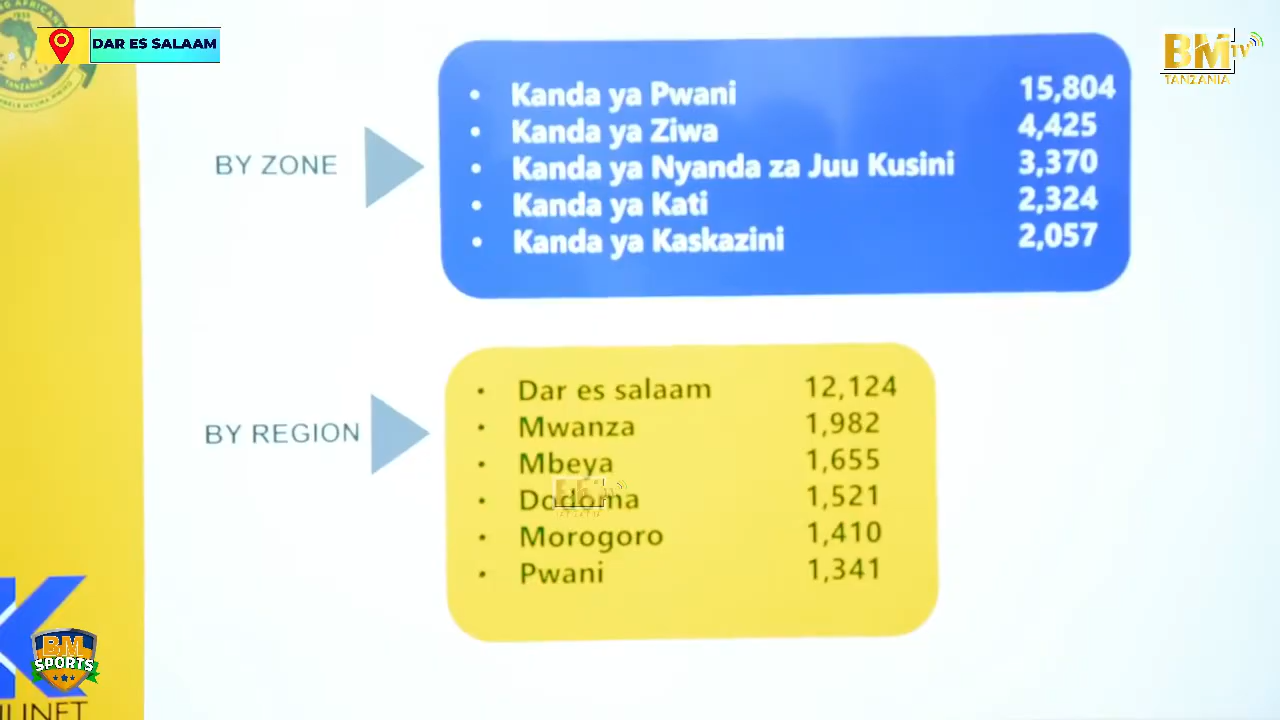 DAR ES SALAAM
BM TV
TANZANIA
1935
TANZANIA
BY ZONE
• Kanda ya Pwani 15,804
• Kanda ya Ziwa 4,425
• Kanda ya Nyanda za Juu Kusini 3,370
• Kanda ya Kati 2,324
• Kanda ya Kaskazini 2,057
BY REGION
• Dar es salaam 12,124
• Mwanza 1,982
• Mbeya 1,655
• Dodoma 1,521
• Morogoro 1,410
• Pwani 1,341
BM
SPORTS